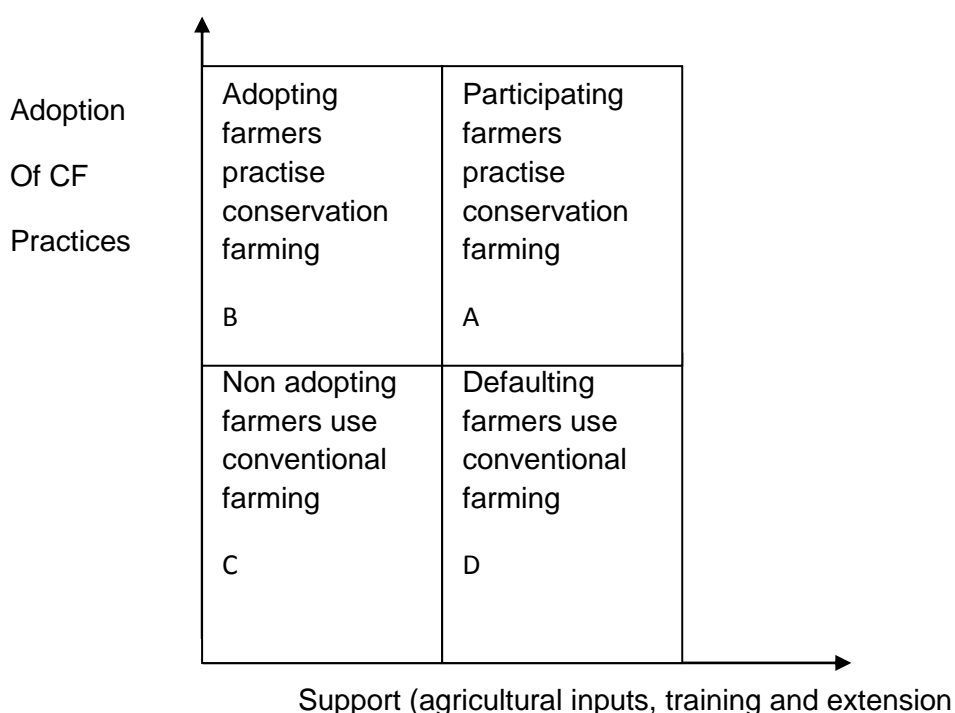 Adoption
Of CF
Practices
Adopting
farmers
practise
conservation
farming
B
Participating
farmers
practise
conservation
farming
A
Non adopting
farmers use
conventional
farming
C
Defaulting
farmers use
conventional
farming
D
Support (agricultural inputs, training and extension